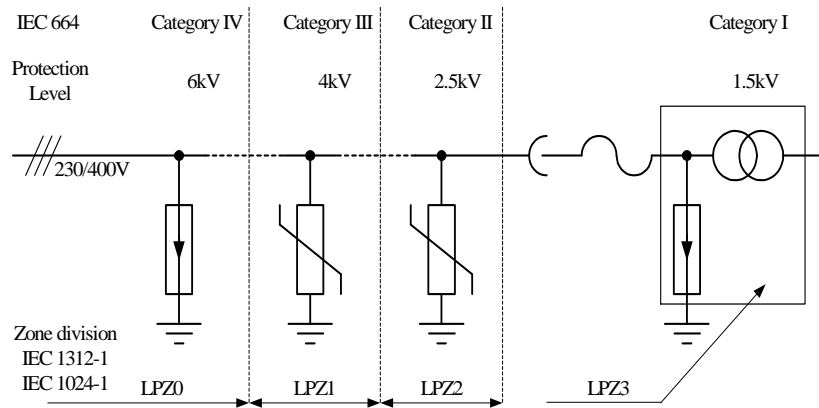 IEC 664 Category IV Category III Category II Category I
Protection
Level 6kV 4kV 2.5kV 1.5kV
230/400V
Zone division
IEC 1312-1
IEC 1024-1
LPZ0 LPZ1 LPZ2 LPZ3